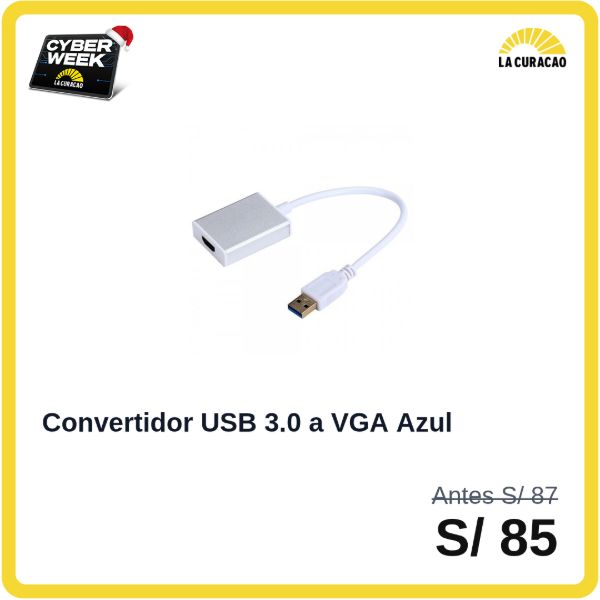 CYBER
WEEK
LA CURACAO
LA CURACAO
Convertidor USB 3.0 a VGA Azul
Antes S/ 87
S/ 85